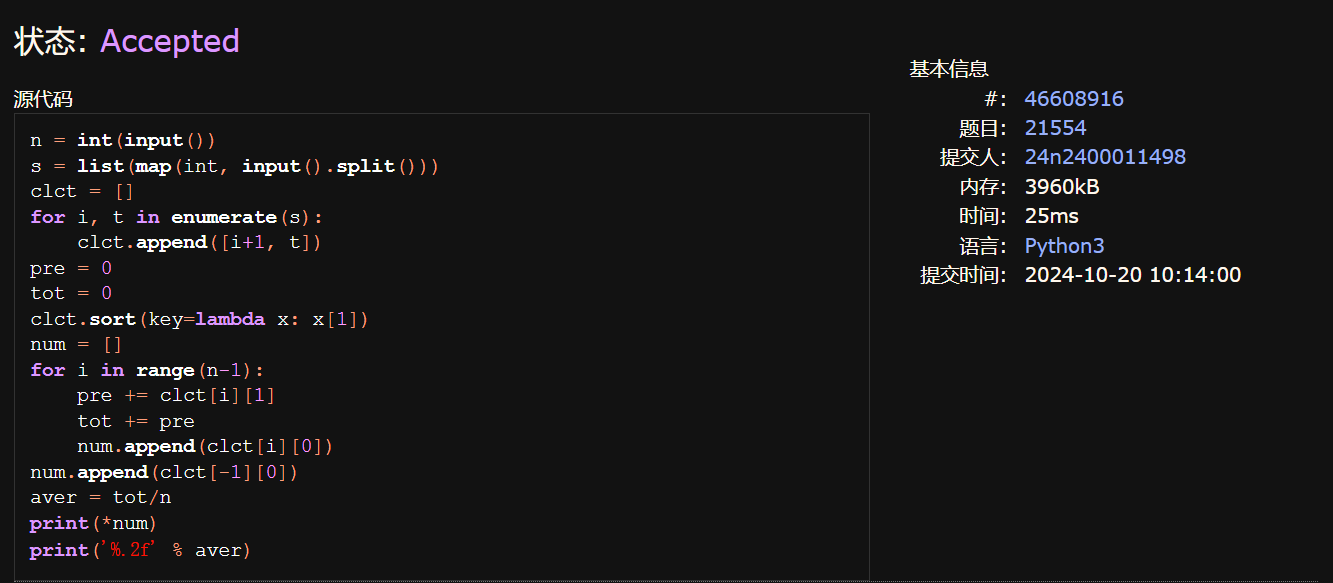 状态: Accepted
源代码
n = int(input())
s = list(map(int, input().split()))
clct = []
for i, t in enumerate(s):
    clct.append([i+1, t])
pre = 0
tot = 0
clct.sort(key=lambda x: x[1])
num = []
for i in range(n-1):
    pre += clct[i][1]
    tot += pre
    num.append(clct[i][0])
num.append(clct[-1][0])
aver = tot/n
print(*num)
print('%.2f' % aver)
基本信息
#: 46608916
题目: 21554
提交人: 24n2400011498
内存: 3960kB
时间: 25ms
语言: Python3
提交时间: 2024-10-20 10:14:00